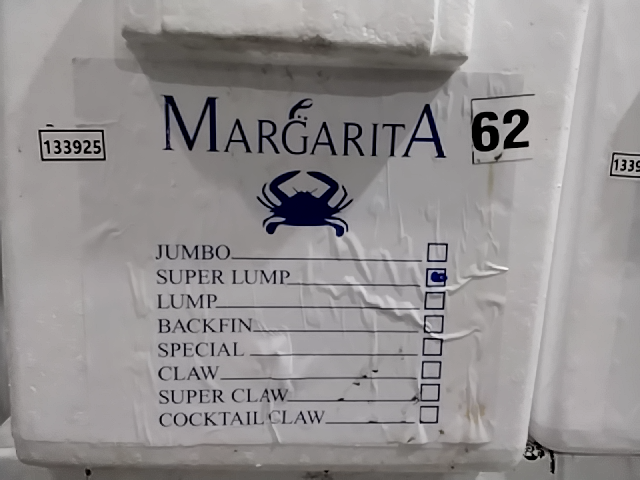 MARGARITA
62
133925
JUMBO
SUPER LUMP
LUMP
BACKFIN
SPECIAL
CLAW
SUPER CLAW
COCKTAIL CLAW